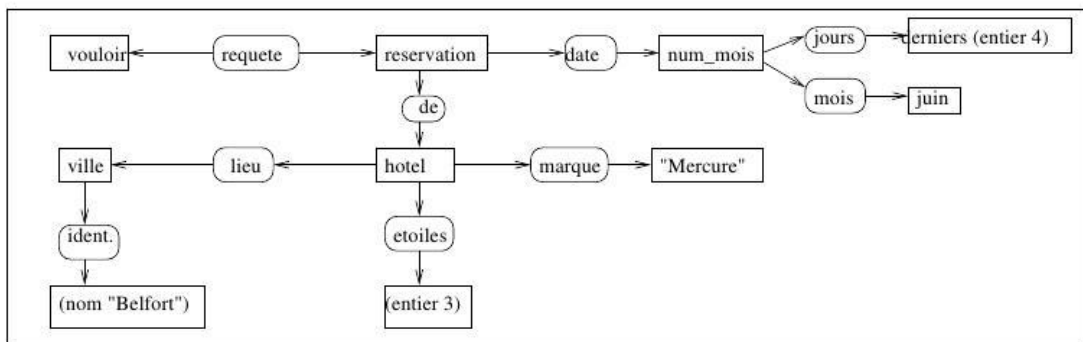 vouloir
requete
reservation
date
num_mois
jours
derniers (entier 4)
mois
juin
de
ville
lieu
hotel
marque
"Mercure"
ident.
etoiles
(nom "Belfort")
(entier 3)